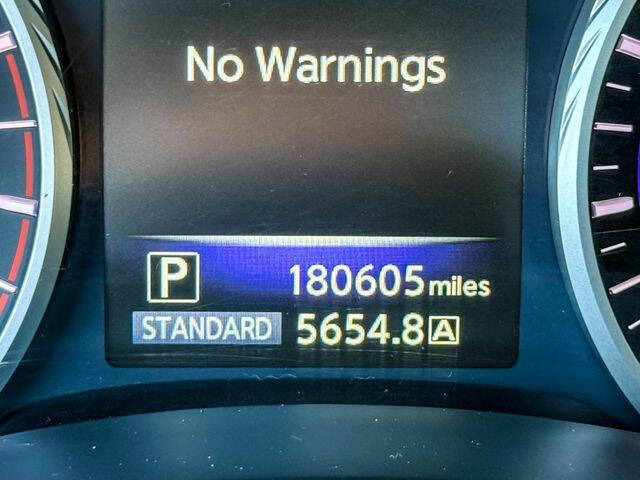 No Warnings
P 180605 miles
STANDARD 5654.8 A